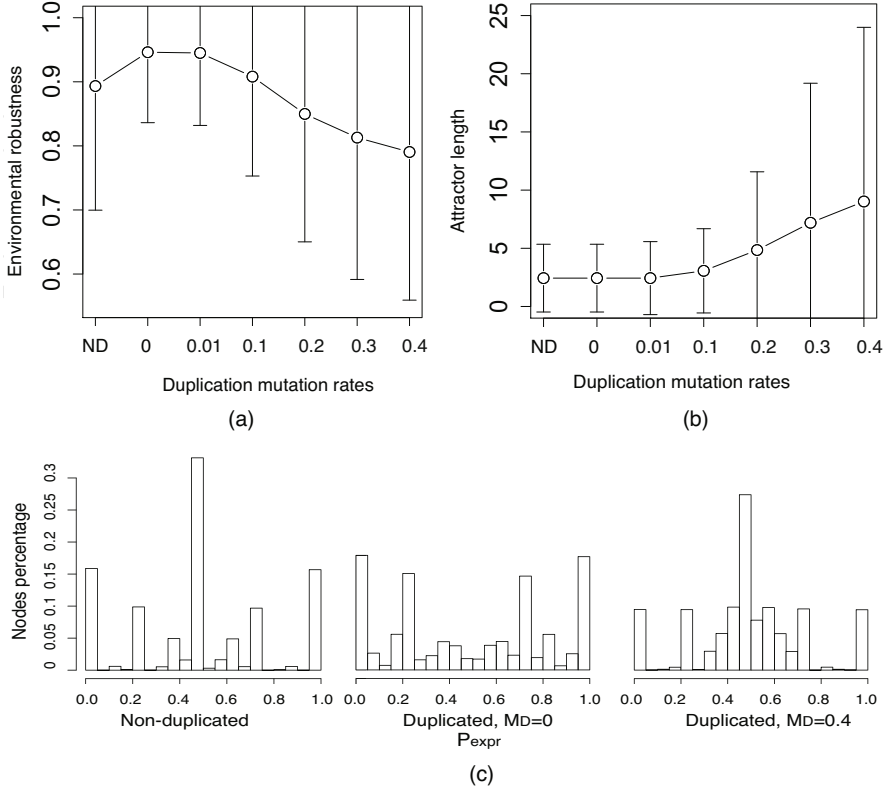 Environmental robustness
1.0
0.9
0.8
0.7
0.6
ND 0 0.01 0.1 0.2 0.3 0.4
Duplication mutation rates
(a)
Attractor length
25
20
15
10
5
0
ND 0 0.01 0.1 0.2 0.3 0.4
Duplication mutation rates
(b)
Nodes percentage
0.3
0.25
0.2
0.15
0.1
0.05
0
0.0 0.2 0.4 0.6 0.8 1.0
Non-duplicated
0.0 0.2 0.4 0.6 0.8 1.0
Duplicated, MD=0
0.0 0.2 0.4 0.6 0.8 1.0
Duplicated, MD=0.4
Pexpr
(c)